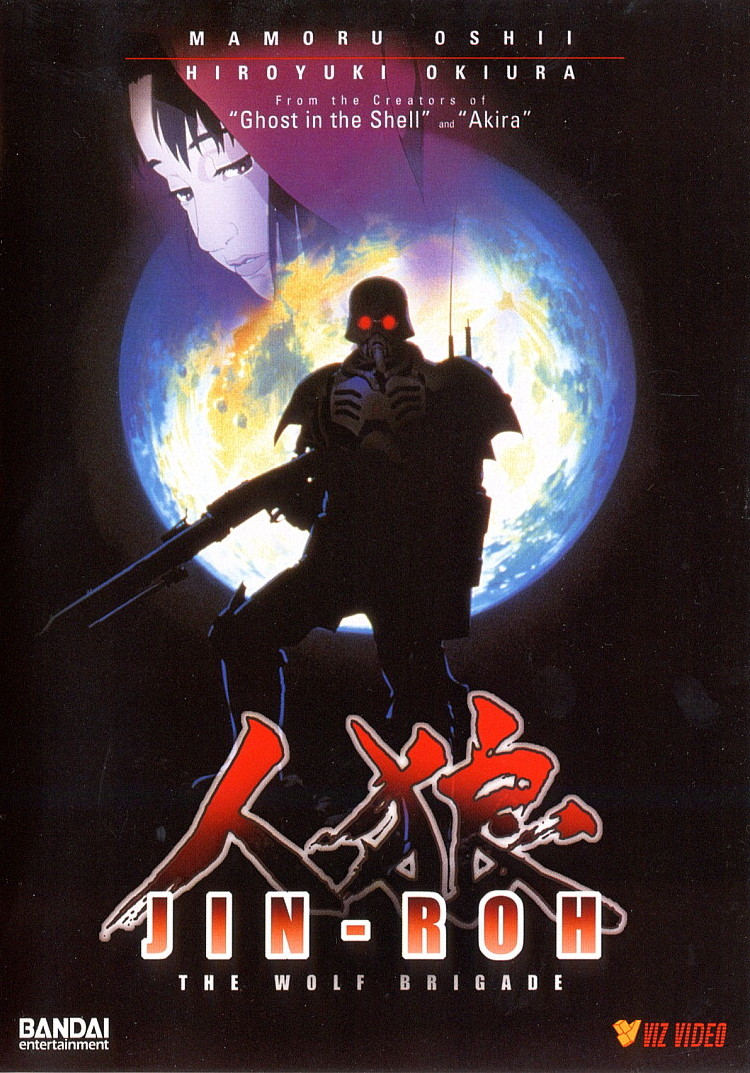 MAMORU OSHII
HIROYUKI OKIURA
From the Creators of
"Ghost in the Shell" and "Akira"
人狼
JIN-ROH
THE WOLF BRIGADE
BANDAI
entertainment
VIZ VIDEO